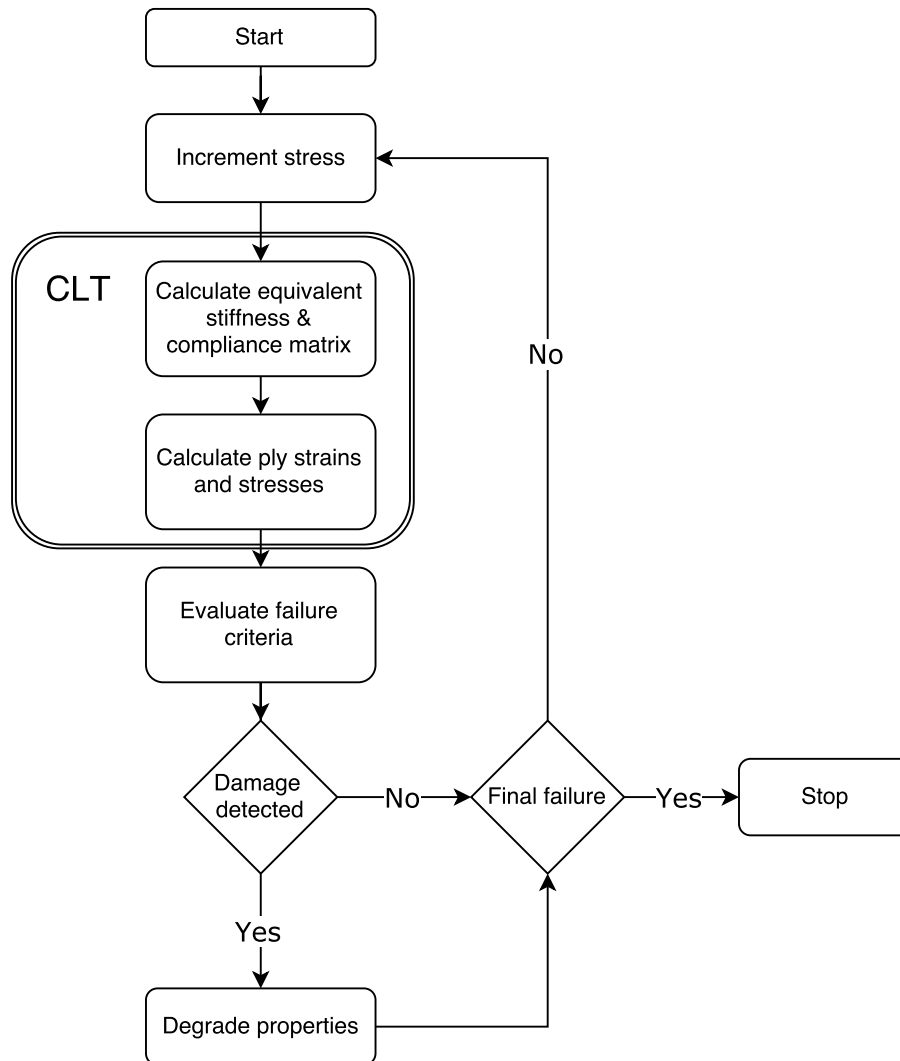 Start
Increment stress
CLT
Calculate equivalent
stiffness &
compliance matrix
No
Calculate ply strains
and stresses
Evaluate failure
criteria
Damage
detected
No
Final failure
Yes
Stop
Yes
Degrade properties